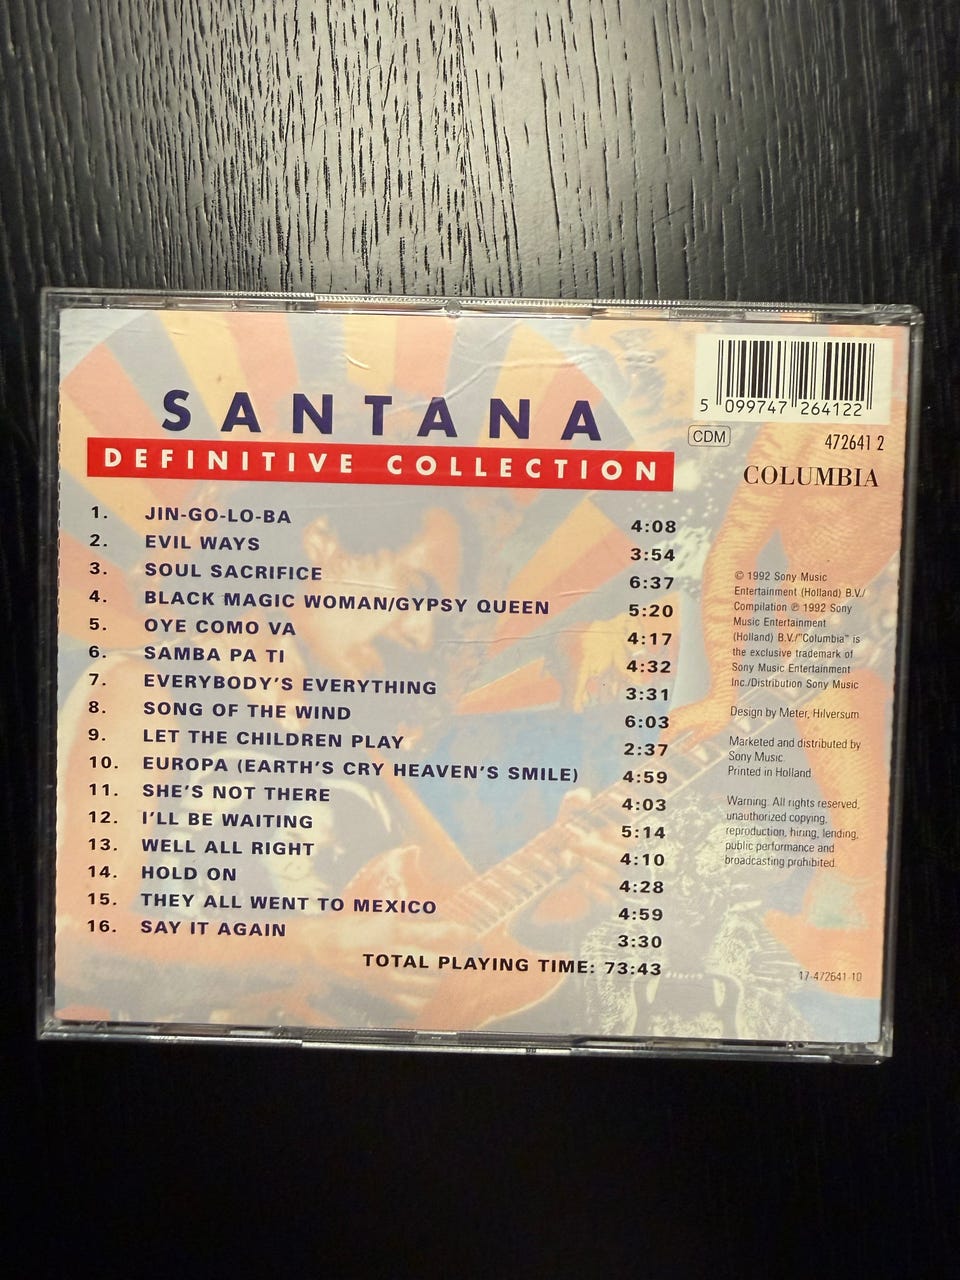 5 099747 264122
CDM
472641 2
COLUMBIA
SANTANA
DEFINITIVE COLLECTION
1. JIN-GO-LO-BA 4:08
2. EVIL WAYS 3:54
3. SOUL SACRIFICE 6:37
4. BLACK MAGIC WOMAN/GYPSY QUEEN 5:20
5. OYE COMO VA 4:17
6. SAMBA PA TI 4:32
7. EVERYBODY'S EVERYTHING 3:31
8. SONG OF THE WIND 6:03
9. LET THE CHILDREN PLAY 2:37
10. EUROPA (EARTH'S CRY HEAVEN'S SMILE) 4:59
11. SHE'S NOT THERE 4:03
12. I'LL BE WAITING 5:14
13. WELL ALL RIGHT 4:10
14. HOLD ON 4:28
15. THEY ALL WENT TO MEXICO 4:59
16. SAY IT AGAIN 3:30
TOTAL PLAYING TIME: 73:43
© 1992 Sony Music
Entertainment (Holland) B.V./
Compilation ℗ 1992 Sony
Music Entertainment
(Holland) B.V./"Columbia" is
the exclusive trademark of
Sony Music Entertainment
Inc./Distribution Sony Music
Design by Meter, Hilversum
Marketed and distributed by
Sony Music.
Printed in Holland
Warning: All rights reserved,
unauthorized copying,
reproduction, hiring, lending,
public performance and
broadcasting prohibited.
17-472641-10